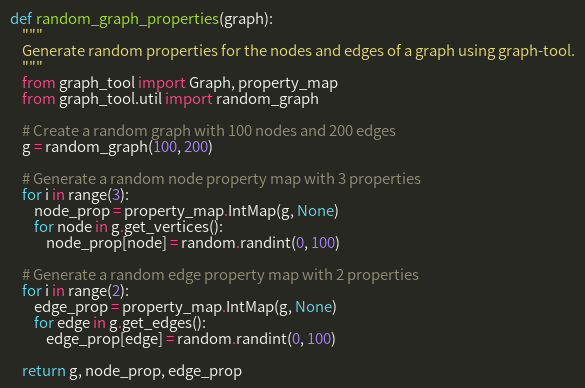 def random_graph_properties(graph):
    """
    Generate random properties for the nodes and edges of a graph using graph-tool.
    """
    from graph_tool import Graph, property_map
    from graph_tool.util import random_graph

    # Create a random graph with 100 nodes and 200 edges
    g = random_graph(100, 200)

    # Generate a random node property map with 3 properties
    for i in range(3):
        node_prop = property_map.IntMap(g, None)
        for node in g.get_vertices():
            node_prop[node] = random.randint(0, 100)

    # Generate a random edge property map with 2 properties
    for i in range(2):
        edge_prop = property_map.IntMap(g, None)
        for edge in g.get_edges():
            edge_prop[edge] = random.randint(0, 100)

    return g, node_prop, edge_prop